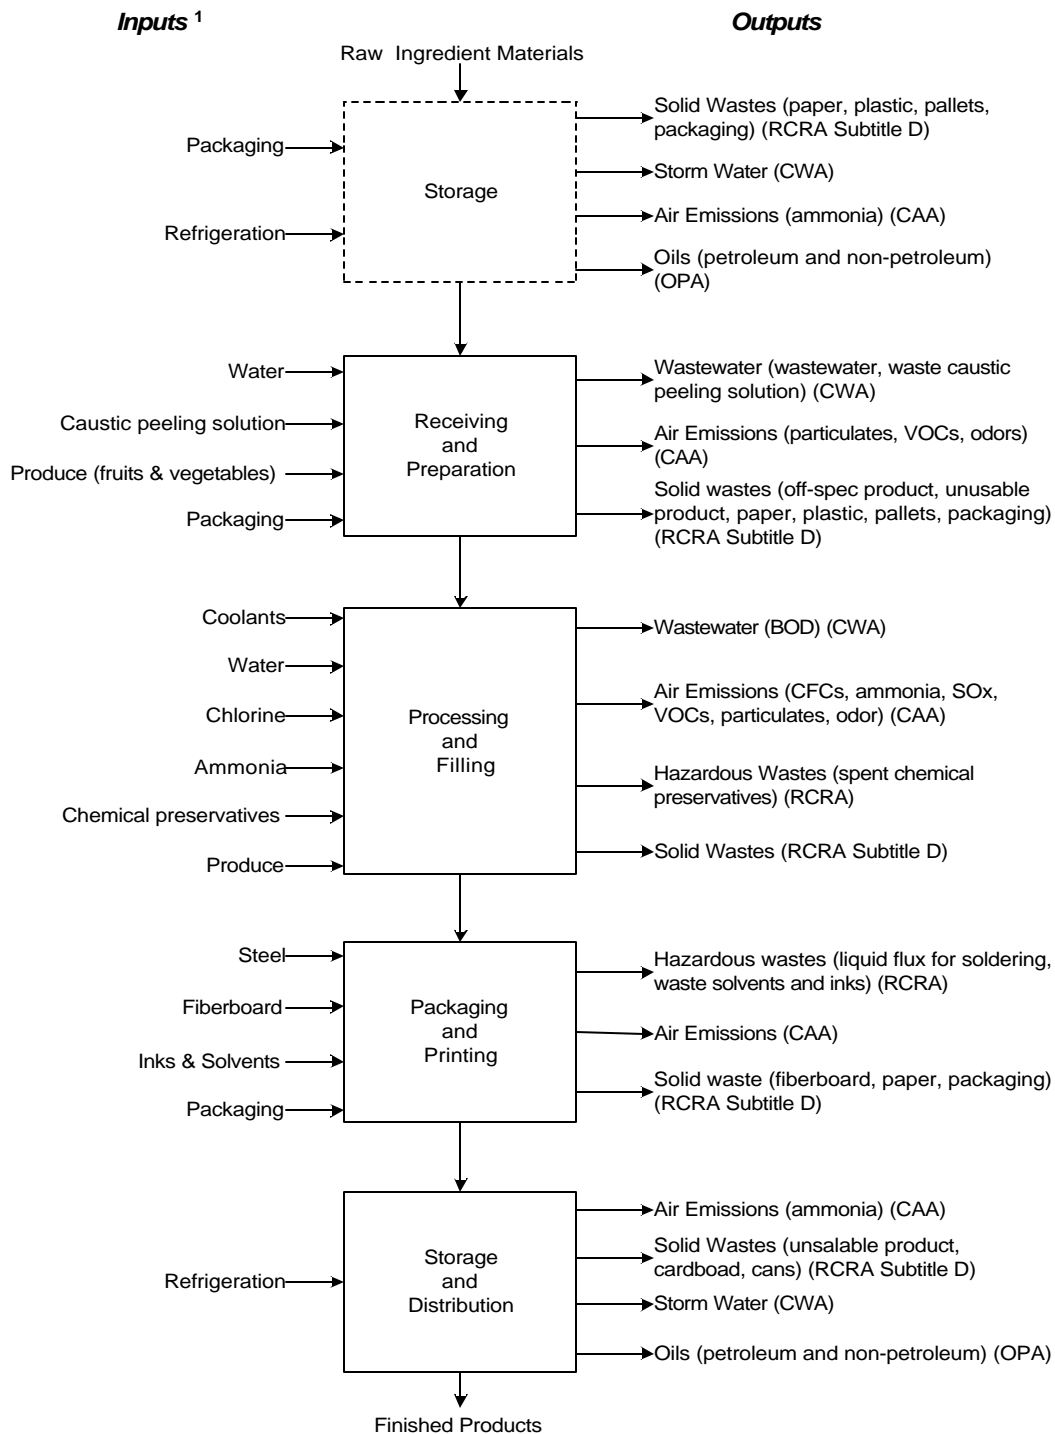 Inputs 1
Outputs
Raw Ingredient Materials
Packaging
Refrigeration
Storage
Solid Wastes (paper, plastic, pallets,
packaging) (RCRA Subtitle D)
Storm Water (CWA)
Air Emissions (ammonia) (CAA)
Oils (petroleum and non-petroleum)
(OPA)
Water
Caustic peeling solution
Produce (fruits & vegetables)
Packaging
Receiving
and
Preparation
Wastewater (wastewater, waste caustic
peeling solution) (CWA)
Air Emissions (particulates, VOCs, odors)
(CAA)
Solid wastes (off-spec product, unusable
product, paper, plastic, pallets, packaging)
(RCRA Subtitle D)
Coolants
Water
Chlorine
Ammonia
Chemical preservatives
Produce
Processing
and
Filling
Wastewater (BOD) (CWA)
Air Emissions (CFCs, ammonia, SOx,
VOCs, particulates, odor) (CAA)
Hazardous Wastes (spent chemical
preservatives) (RCRA)
Solid Wastes (RCRA Subtitle D)
Steel
Fiberboard
Inks & Solvents
Packaging
Packaging
and
Printing
Hazardous wastes (liquid flux for soldering,
waste solvents and inks) (RCRA)
Air Emissions (CAA)
Solid waste (fiberboard, paper, packaging)
(RCRA Subtitle D)
Refrigeration
Storage
and
Distribution
Air Emissions (ammonia) (CAA)
Solid Wastes (unsalable product,
cardboad, cans) (RCRA Subtitle D)
Storm Water (CWA)
Oils (petroleum and non-petroleum) (OPA)
Finished Products